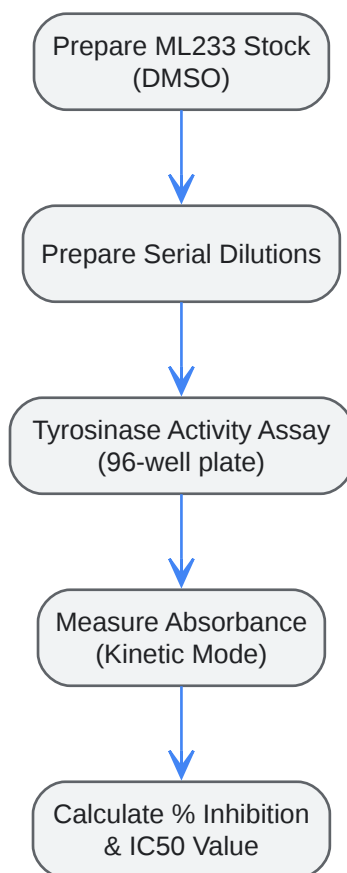 Prepare ML233 Stock
(DMSO)
Prepare Serial Dilutions
Tyrosinase Activity Assay
(96-well plate)
Measure Absorbance
(Kinetic Mode)
Calculate % Inhibition
& IC50 Value